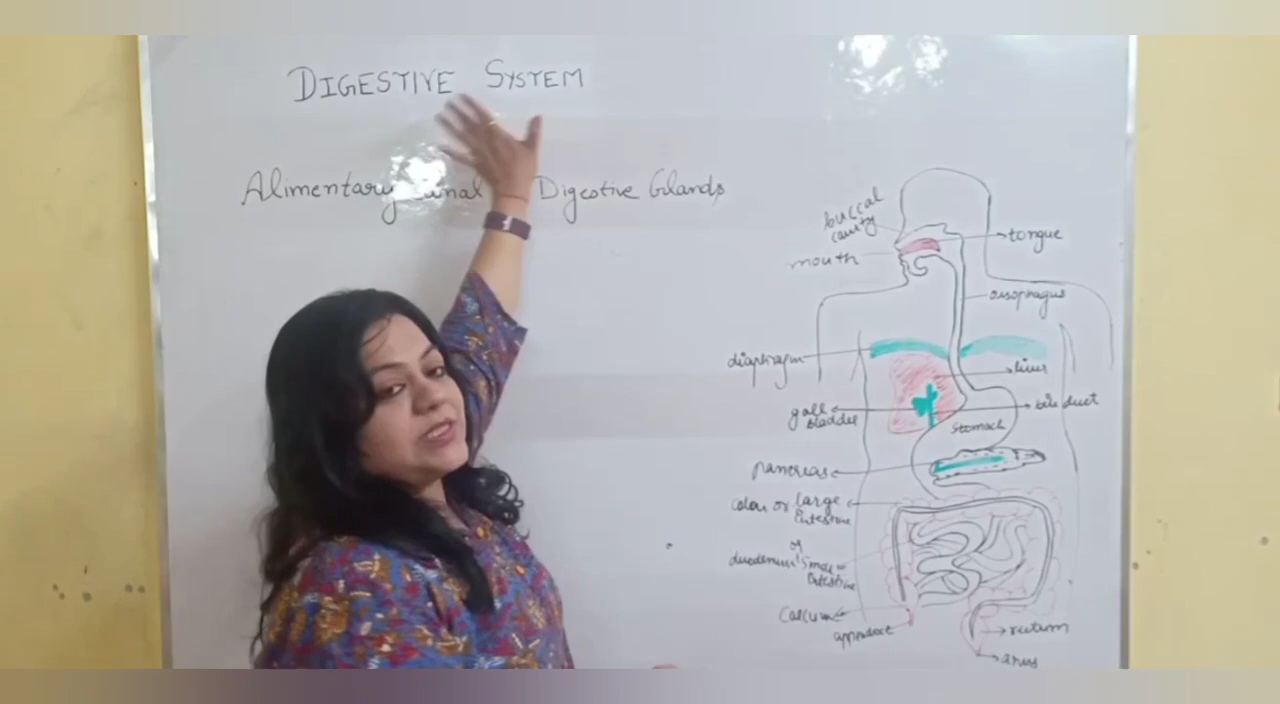 DIGESTIVE SYSTEM
Alimentary Canal Digestive Glands
buccal
cavity
tongue
mouth
oesophagus
diaphragm
liver
gall
bladder
bile duct
Stomach
pancreas
Colon or large
Intestine
or
duodenum Small
Intestine
Caecum
appendix
rectum
anus